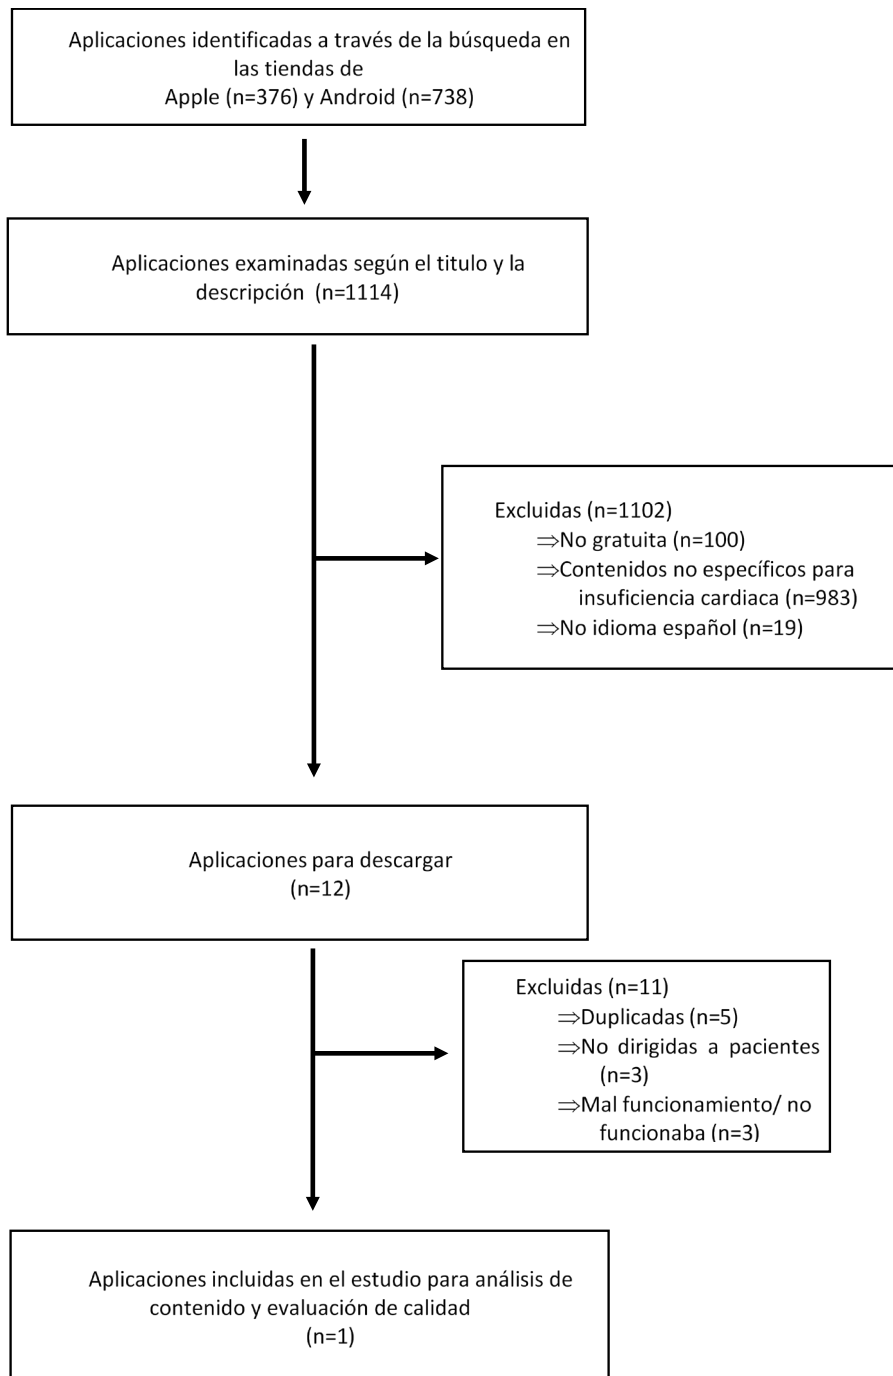 Aplicaciones identificadas a través de la búsqueda en
las tiendas de
Apple (n=376) y Android (n=738)
Aplicaciones examinadas según el titulo y la
descripción (n=1114)
Excluidas (n=1102)
⇒No gratuita (n=100)
⇒Contenidos no específicos para
insuficiencia cardiaca (n=983)
⇒No idioma español (n=19)
Aplicaciones para descargar
(n=12)
Excluidas (n=11)
⇒Duplicadas (n=5)
⇒No dirigidas a pacientes
(n=3)
⇒Mal funcionamiento/ no
funcionaba (n=3)
Aplicaciones incluidas en el estudio para análisis de
contenido y evaluación de calidad
(n=1)